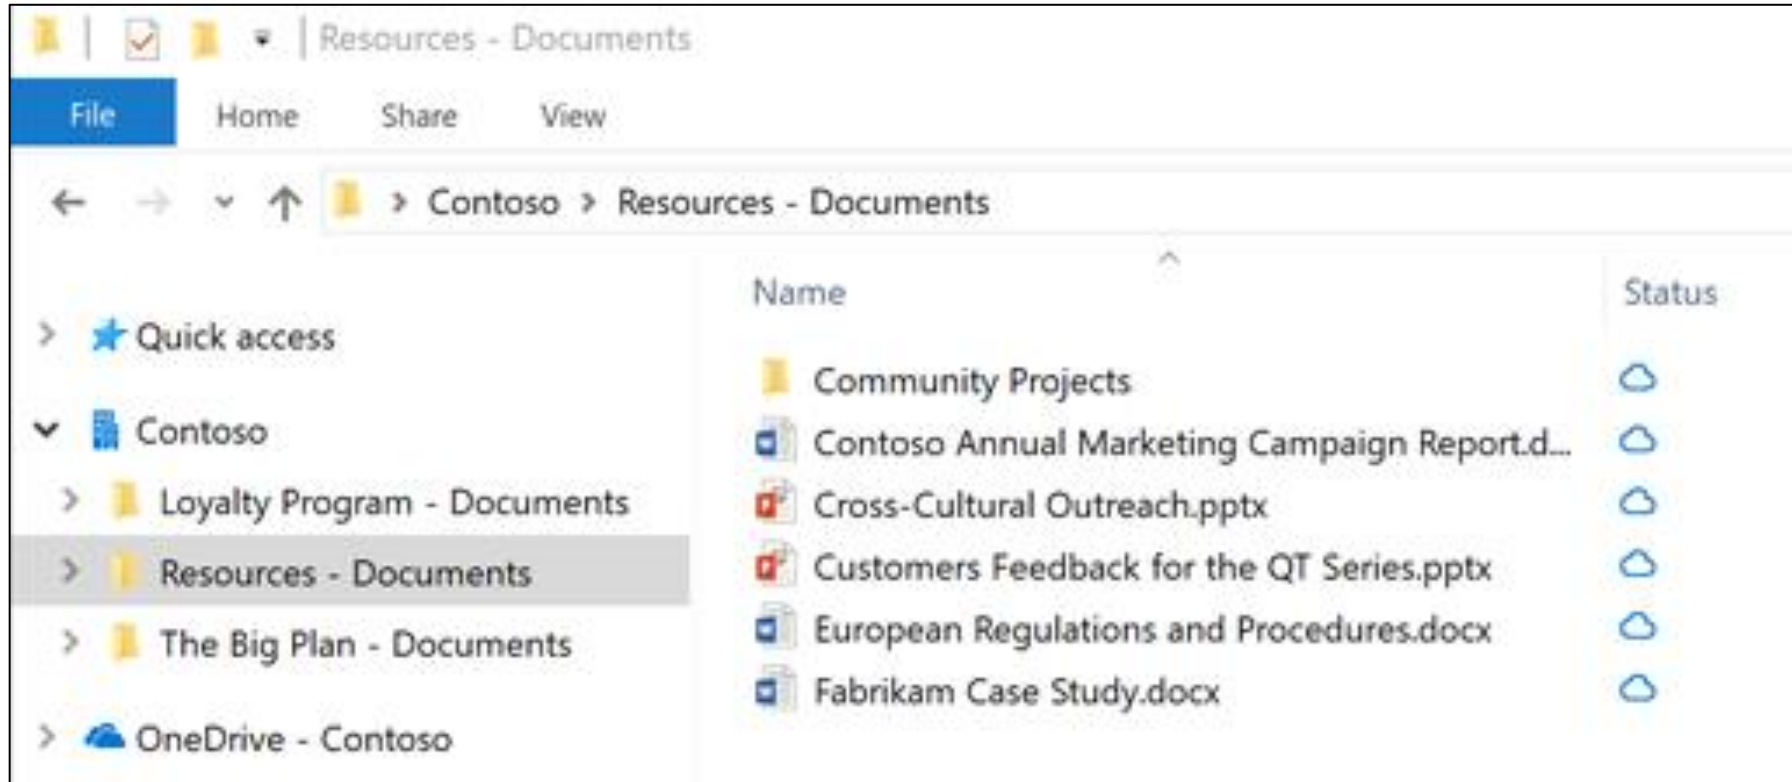 Resources - Documents
File Home Share View
Contoso > Resources - Documents
Name Status
Quick access
Contoso
Loyalty Program - Documents
Resources - Documents
The Big Plan - Documents
OneDrive - Contoso
Community Projects
Contoso Annual Marketing Campaign Report.d...
Cross-Cultural Outreach.pptx
Customers Feedback for the QT Series.pptx
European Regulations and Procedures.docx
Fabrikam Case Study.docx